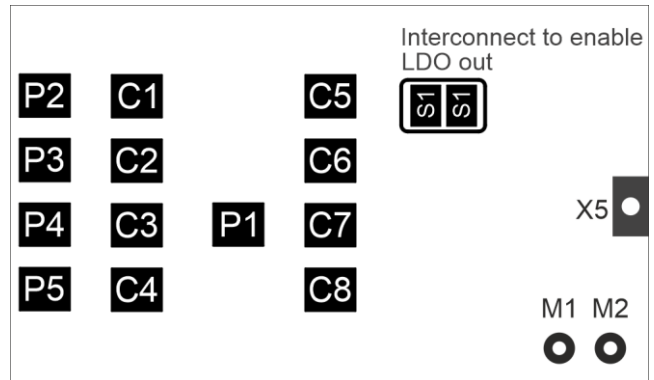 Interconnect to enable
LDO out
P2 C1 C5 S1 S1
P3 C2 C6
P4 C3 P1 C7 X5
P5 C4 C8
M1 M2